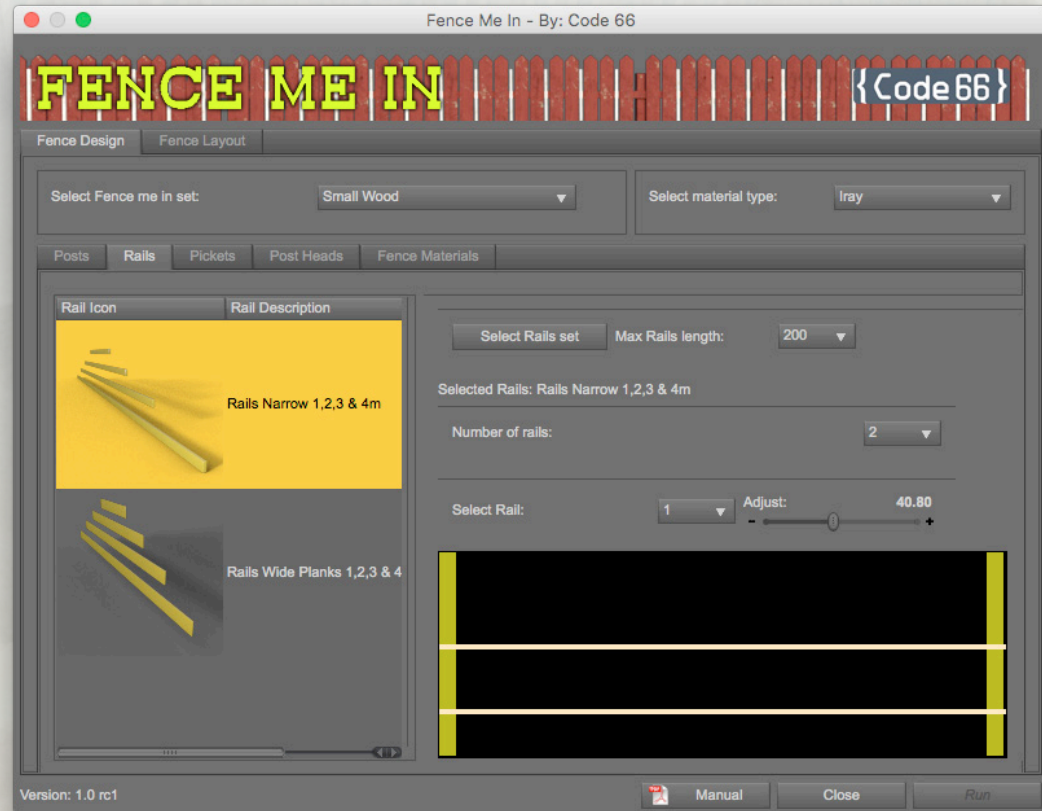 Fence Me In - By: Code 66
FENCE ME IN
{Code 66}
Fence Design
Fence Layout
Select Fence me in set:
Small Wood
Select material type:
Iray
Posts
Rails
Pickets
Post Heads
Fence Materials
Rail Icon
Rail Description
Rails Narrow 1,2,3 & 4m
Rails Wide Planks 1,2,3 & 4
Select Rails set
Max Rails length:
200
Selected Rails: Rails Narrow 1,2,3 & 4m
Number of rails:
2
Select Rail:
1
Adjust:
40.80
- +
Version: 1.0 rc1
Manual
Close
Run